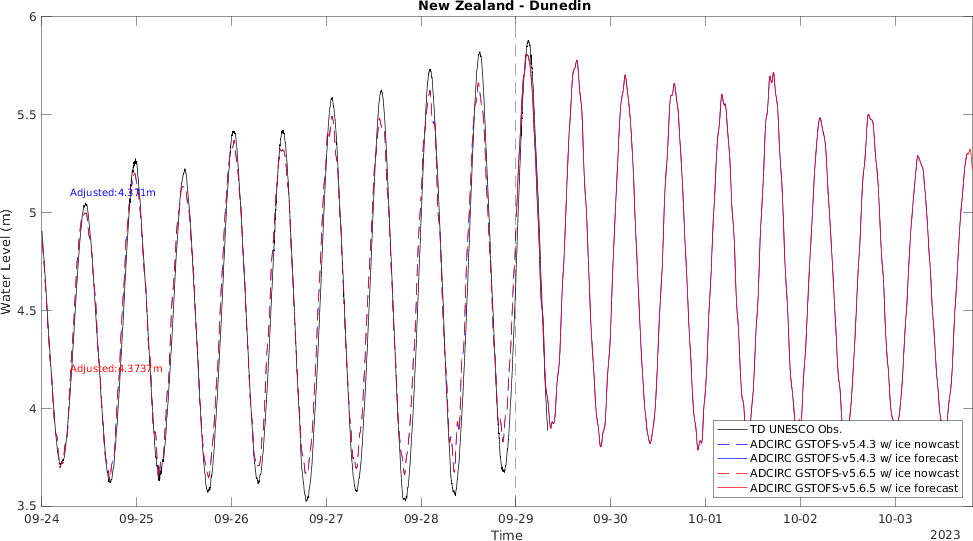 New Zealand - Dunedin
6
5.5
5
4.5
4
3.5
Water Level (m)
Adjusted:4.371m
Adjusted:4.3737m
TD UNESCO Obs.
ADCIRC GSTOFS-v5.4.3 w/ ice nowcast
ADCIRC GSTOFS-v5.4.3 w/ ice forecast
ADCIRC GSTOFS-v5.6.5 w/ ice nowcast
ADCIRC GSTOFS-v5.6.5 w/ ice forecast
09-24 09-25 09-26 09-27 09-28 09-29 09-30 10-01 10-02 10-03
Time
2023